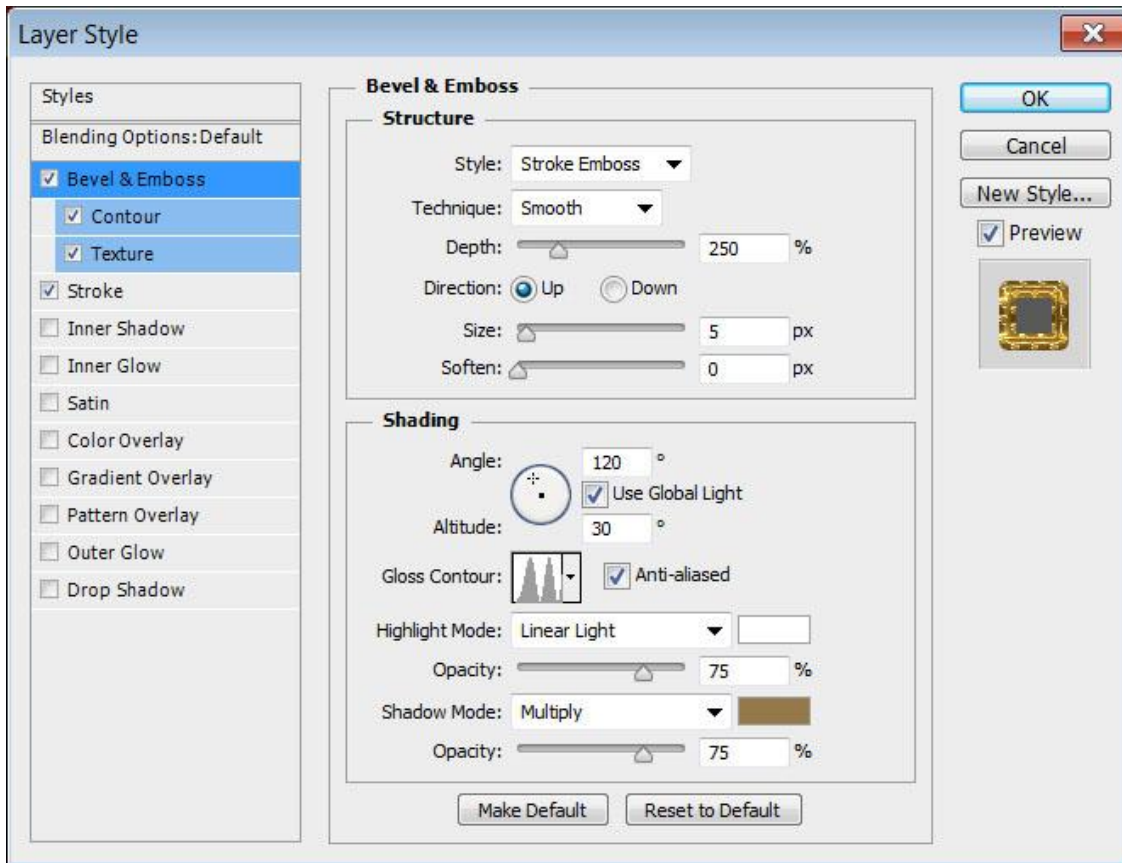 Layer Style
Styles
Blending Options:Default
Bevel & Emboss
Contour
Texture
Stroke
Inner Shadow
Inner Glow
Satin
Color Overlay
Gradient Overlay
Pattern Overlay
Outer Glow
Drop Shadow
Bevel & Emboss
Structure
Style: Stroke Emboss
Technique: Smooth
Depth: 250 %
Direction: Up Down
Size: 5 px
Soften: 0 px
Shading
Angle: 120 °
Use Global Light
Altitude: 30 °
Gloss Contour: Anti-aliased
Highlight Mode: Linear Light
Opacity: 75 %
Shadow Mode: Multiply
Opacity: 75 %
Make Default Reset to Default
OK
Cancel
New Style...
Preview